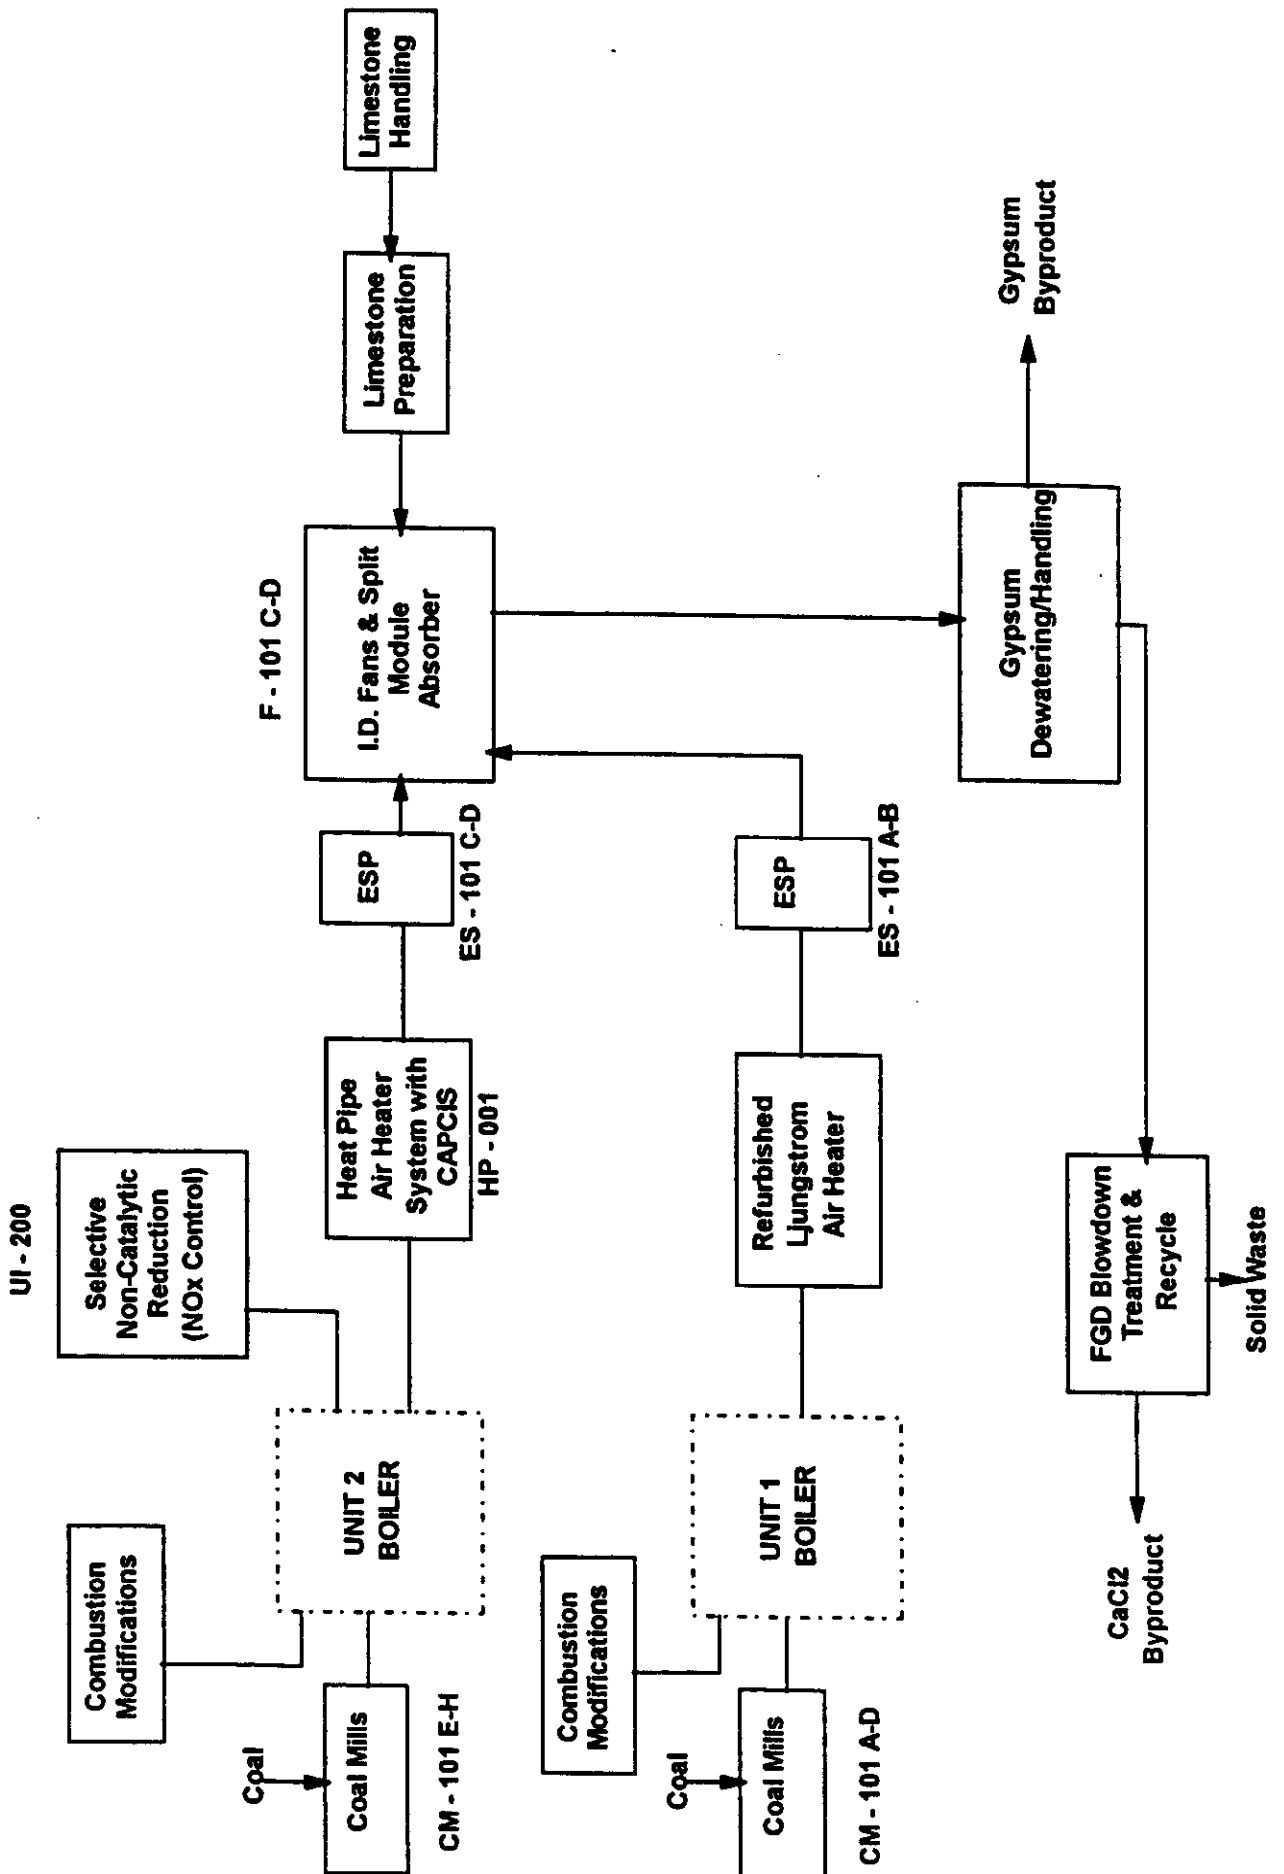 UI - 200
Selective
Non-Catalytic
Reduction
(NOx Control)
Combustion
Modifications
Coal
Coal Mills
CM - 101 E-H
UNIT 2
BOILER
Heat Pipe
Air Heater
System with
CAPCIS
HP - 001
ESP
ES - 101 C-D
F - 101 C-D
I.D. Fans & Split
Module
Absorber
Limestone
Preparation
Limestone
Handling
Combustion
Modifications
Coal
Coal Mills
CM - 101 A-D
UNIT 1
BOILER
Refurbished
Ljungstrom
Air Heater
ESP
ES - 101 A-B
Gypsum
Dewatering/Handling
Gypsum
Byproduct
FGD Blowdown
Treatment &
Recycle
CaCl2
Byproduct
Solid Waste